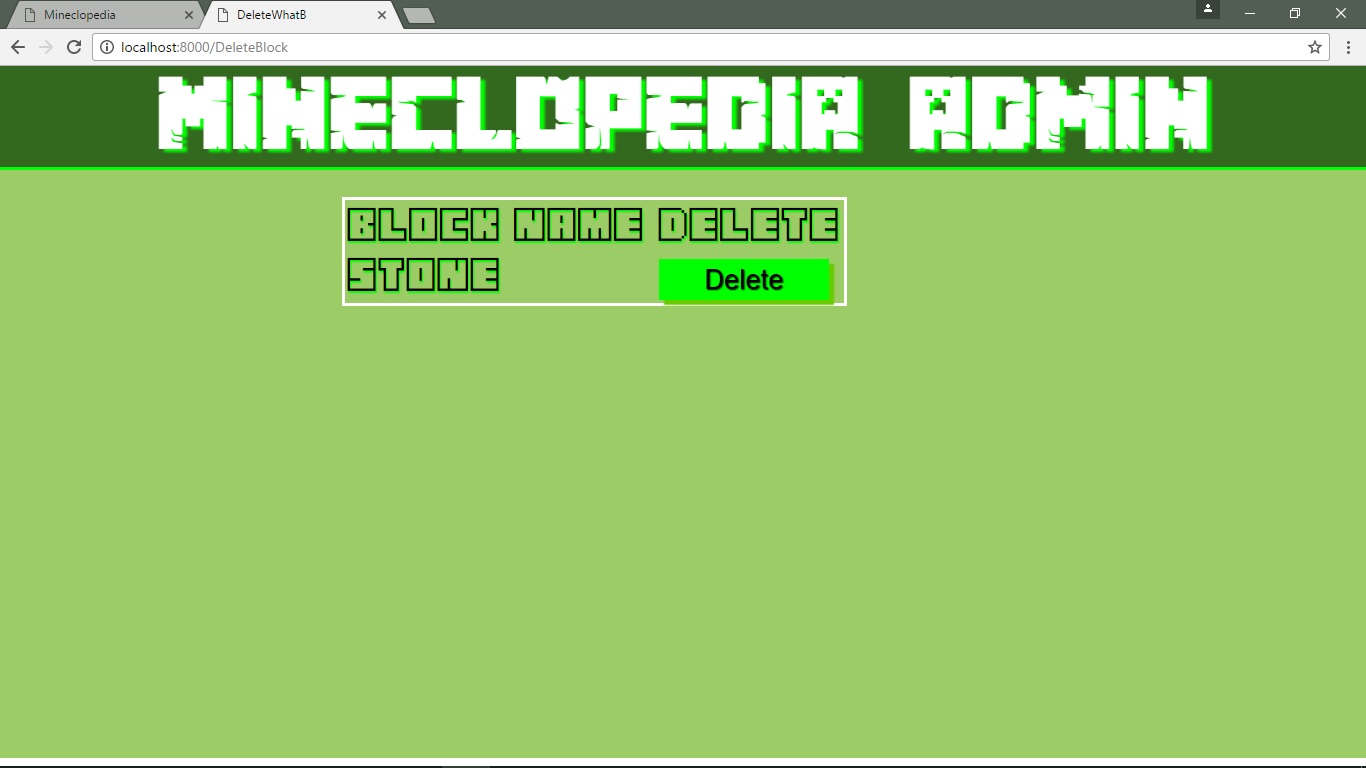 Mineclopedia
DeleteWhatB
localhost:8000/DeleteBlock
MINECLOPEDIA ADMIN
BLOCK NAME DELETE
STONE Delete